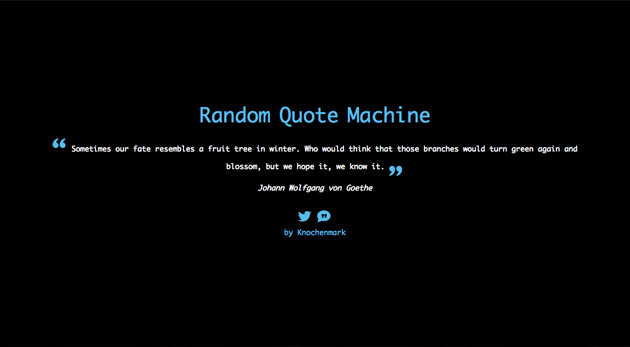 Random Quote Machine
“ Sometimes our fate resembles a fruit tree in winter. Who would think that those branches would turn green again and
blossom, but we hope it, we know it. ”
Johann Wolfgang von Goethe
by Knochenmark